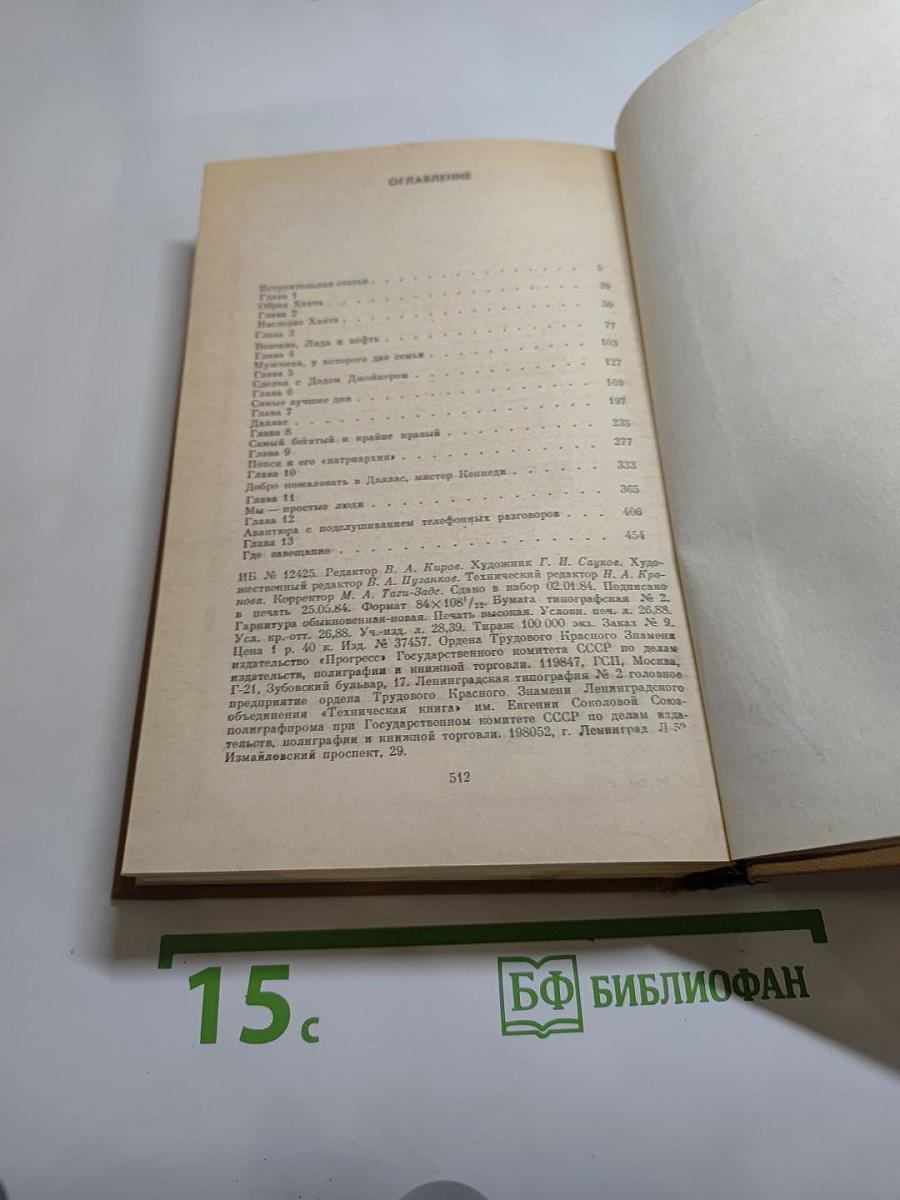 ОГЛАВЛЕНИЕ
Вступительная статья . . . 5
Глава 1
Образ Ханта . . . 39
Глава 2
Наследие Ханта . . . 50
Глава 3
Везение, Лида и нефть . . . 77
Глава 4
Мужчина, у которого две семьи . . . 103
Глава 5
Сделка с Дэдом Джойнером . . . 127
Глава 6
Самые лучшие дни . . . 169
Глава 7
Даллас . . . 197
Глава 8
Самый богатый и крайне правый . . . 235
Глава 9
Попси и его «патриархия» . . . 277
Глава 10
Добро пожаловать в Даллас, мистер Кеннеди . . . 333
Глава 11
Мы — простые люди . . . 365
Глава 12
Авантюра с подслушиванием телефонных разговоров . . . 406
Глава 13
Где завещание . . . 454
ИБ № 12425. Редактор В. А. Киров. Художник Г. И. Сауков. Худо-
жественный редактор В. А. Пузанков. Технический редактор Н. А. Кро-
нова. Корректор М. А. Таги-Заде. Сдано в набор 02.01.84. Подписано
в печать 25.05.84. Формат 84×108¹/₃₂. Бумага типографская № 2.
Гарнитура обыкновенная-новая. Печать высокая. Условн. печ. л. 26,88.
Усл. кр.-отт. 26,88. Уч.-изд. л. 28,39. Тираж 100 000 экз. Заказ № 9.
Цена 1 р. 40 к. Изд. № 37457. Ордена Трудового Красного Знамени
издательство «Прогресс» Государственного комитета СССР по делам
издательств, полиграфии и книжной торговли. 119847, ГСП, Москва,
Г-21, Зубовский бульвар, 17. Ленинградская типография № 2 головное
предприятие ордена Трудового Красного Знамени Ленинградского
объединения «Техническая книга» им. Евгении Соколовой Союз-
полиграфпрома при Государственном комитете СССР по делам изда-
тельств, полиграфии и книжной торговли. 198052, г. Ленинград
Измайловский проспект, 29.
512
15 с
БФ БИБЛИОФАН